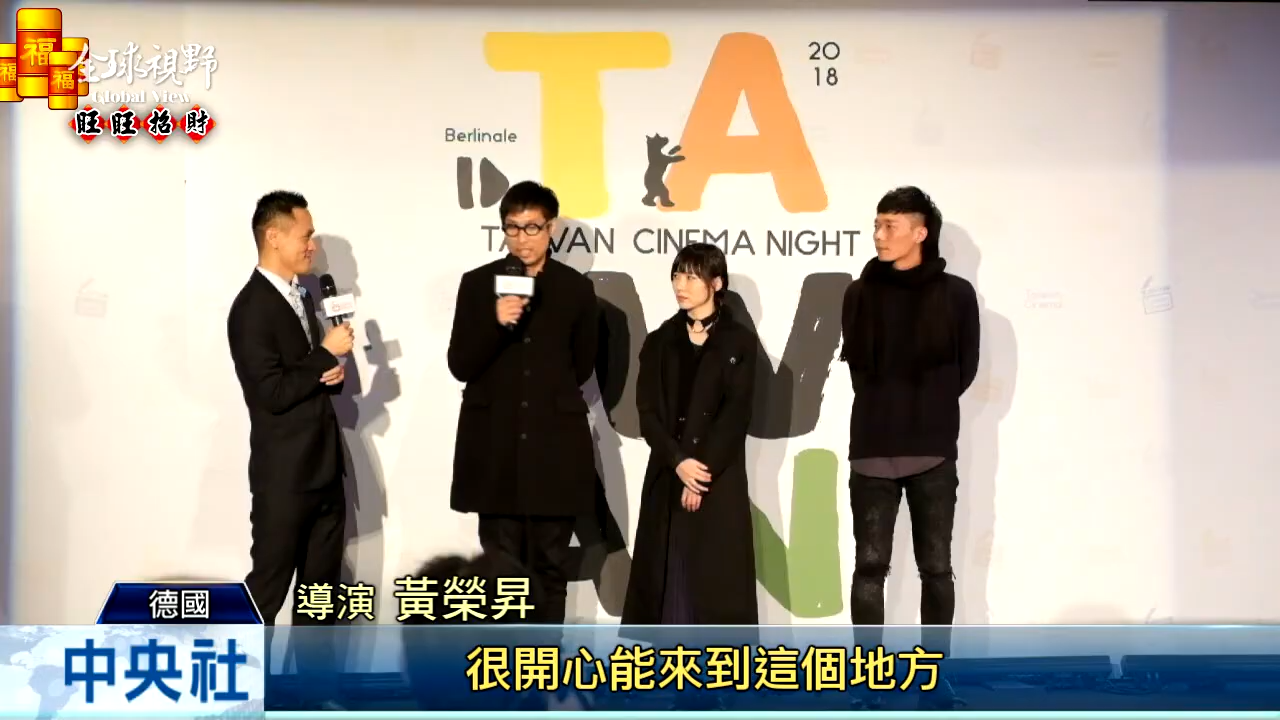 福
福
福
全球視野
Global View
旺旺招財
TA
2018
Berlinale
TAIWAN CINEMA NIGHT
Taiwan
Cinema
W
N
德國
導演 黃榮昇
中央社
很開心能來到這個地方